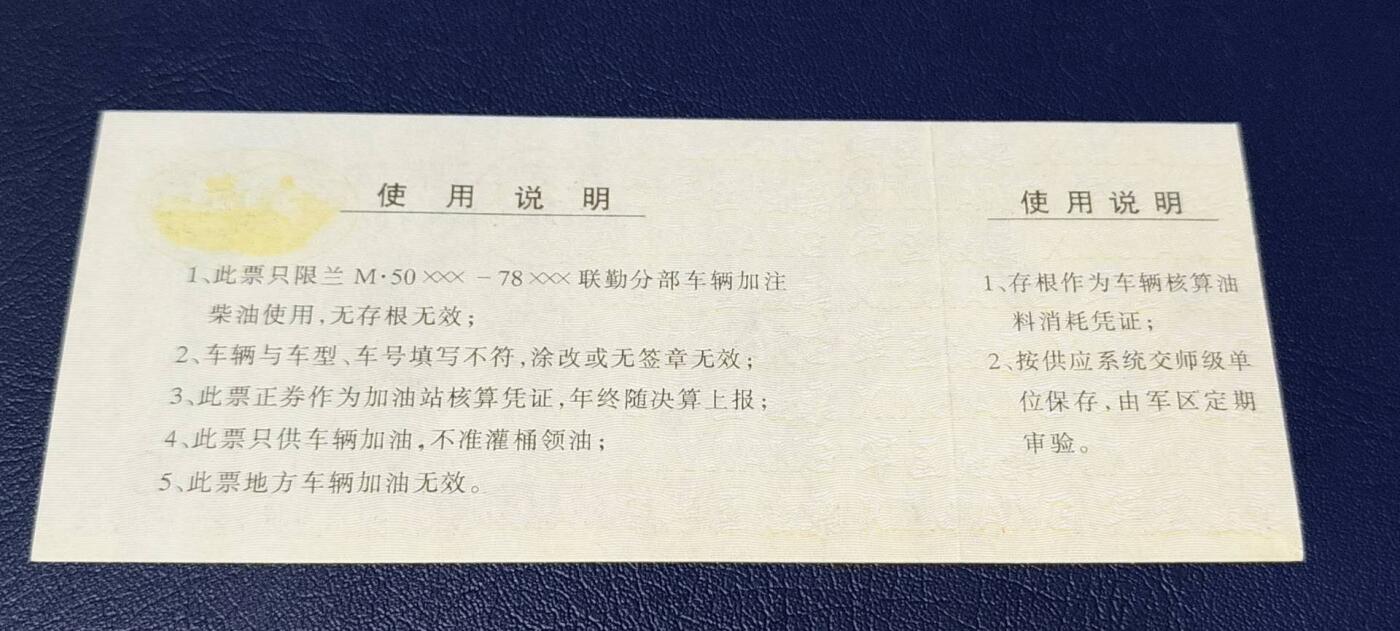 使用说明
1、此票只限兰 M·50××× - 78××× 联勤分部车辆加注
柴油使用,无存根无效;
2、车辆与车型、车号填写不符,涂改或无签章无效;
3、此票正券作为加油站核算凭证,年终随决算上报;
4、此票只供车辆加油,不准灌桶领油;
5、此票地方车辆加油无效。
使用说明
1、存根作为车辆核算油
料消耗凭证;
2、按供应系统交师级单
位保存,由军区定期
审验。